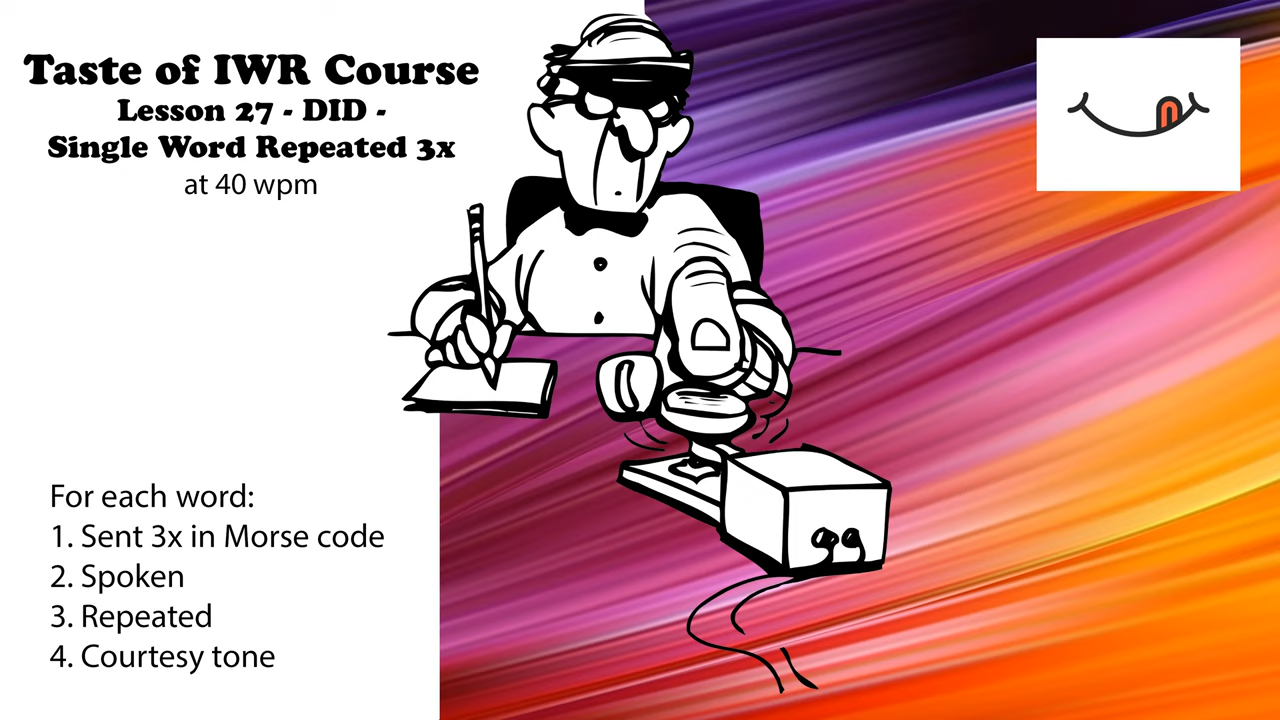 Taste of IWR Course
Lesson 27 - DID -
Single Word Repeated 3x
at 40 wpm
For each word:
1. Sent 3x in Morse code
2. Spoken
3. Repeated
4. Courtesy tone